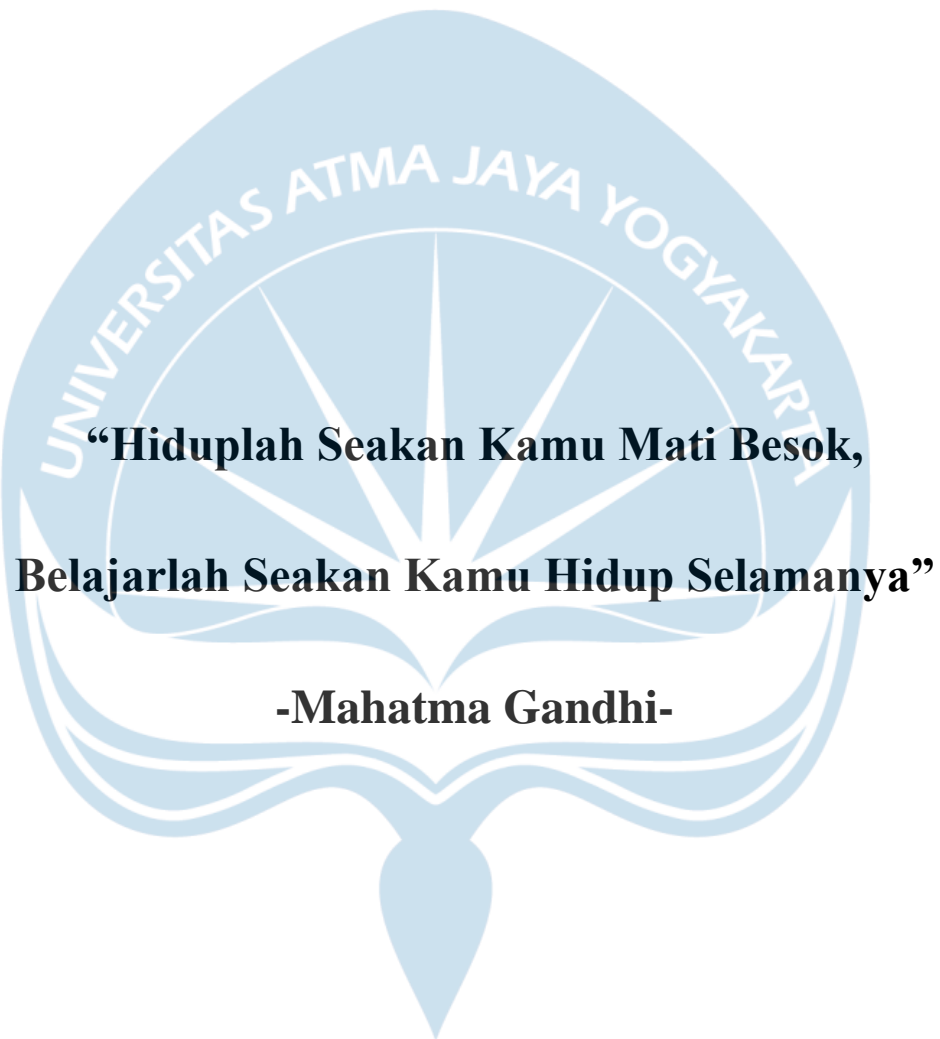 UNIVERSITAS ATMA JAYA YOGYAKARTA
“Hiduplah Seakan Kamu Mati Besok,
Belajarlah Seakan Kamu Hidup Selamanya”
-Mahatma Gandhi-